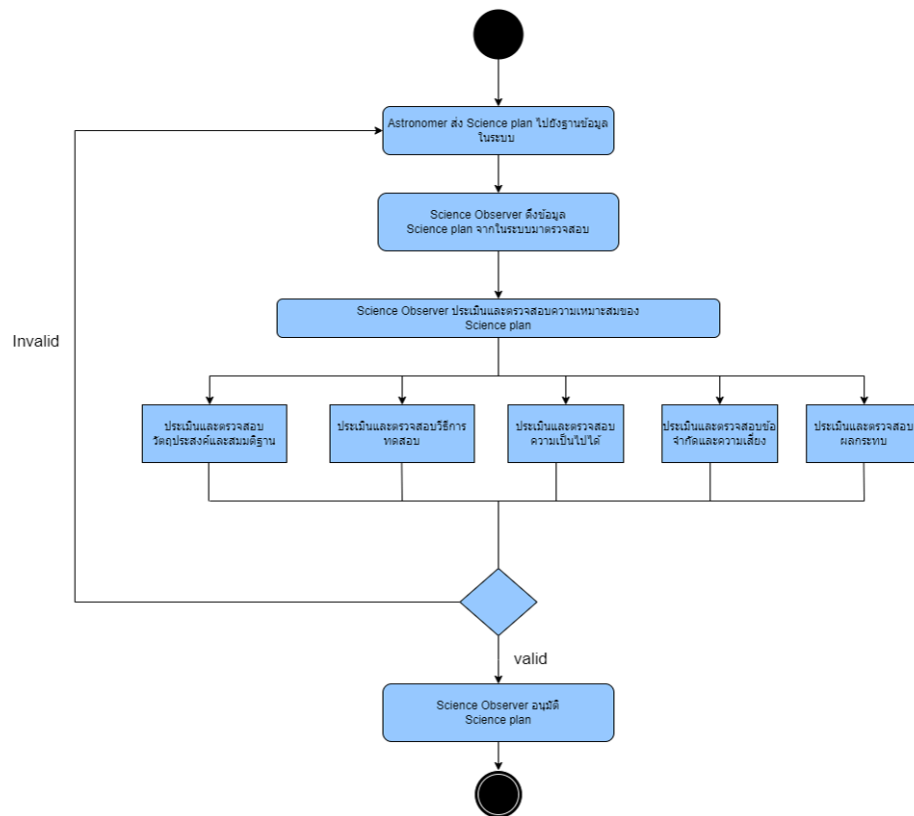 Astronomer ส่ง Science plan ไปยังฐานข้อมูล
ในระบบ
Science Observer ดึงข้อมูล
Science plan จากในระบบมาตรวจสอบ
Science Observer ประเมินและตรวจสอบความเหมาะสมของ
Science plan
Invalid
ประเมินและตรวจสอบ
วัตถุประสงค์และสมมติฐาน
ประเมินและตรวจสอบวิธีการ
ทดสอบ
ประเมินและตรวจสอบ
ความเป็นไปได้
ประเมินและตรวจสอบข้อ
จำกัดและความเสี่ยง
ประเมินและตรวจสอบ
ผลกระทบ
valid
Science Observer อนุมัติ
Science plan